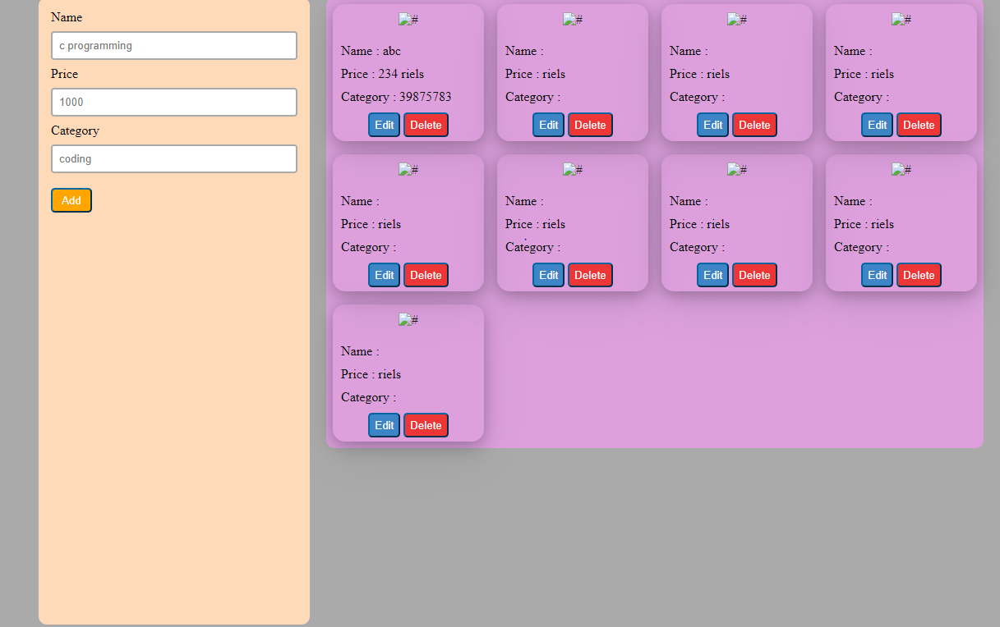 Name
c programming
Price
1000
Category
coding
Add
#
Name : abc
Price : 234 riels
Category : 39875783
Edit Delete
#
Name :
Price : riels
Category :
Edit Delete
#
Name :
Price : riels
Category :
Edit Delete
#
Name :
Price : riels
Category :
Edit Delete
#
Name :
Price : riels
Category :
Edit Delete
#
Name :
Price : riels
Category :
Edit Delete
#
Name :
Price : riels
Category :
Edit Delete
#
Name :
Price : riels
Category :
Edit Delete
#
Name :
Price : riels
Category :
Edit Delete